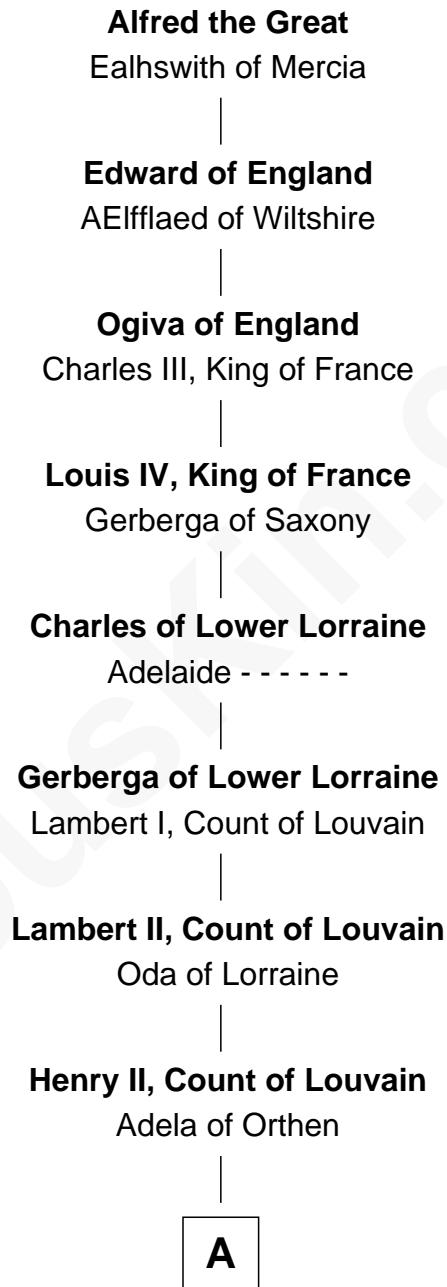 Alfred the Great
Ealhswith of Mercia
Edward of England
AElfflaed of Wiltshire
Ogiva of England
Charles III, King of France
Louis IV, King of France
Gerberga of Saxony
Charles of Lower Lorraine
Adelaide - - - - - -
Gerberga of Lower Lorraine
Lambert I, Count of Louvain
Lambert II, Count of Louvain
Oda of Lorraine
Henry II, Count of Louvain
Adela of Orthen
A